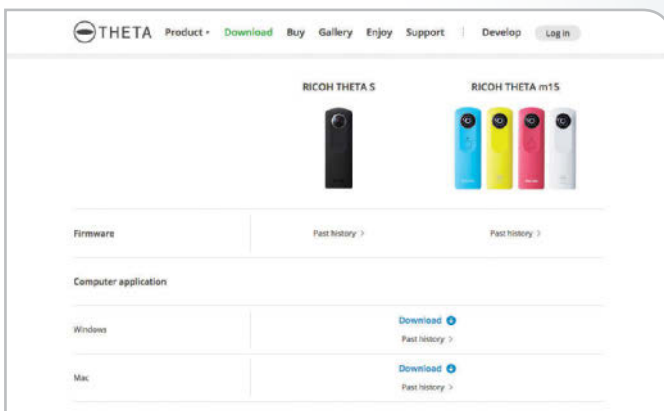 THETA Product Download Buy Gallery Enjoy Support Develop Log in
RICOH THETA S RICOH THETA m15
Firmware Past history > Past history >
Computer application
Windows Download
Past history >
Mac Download
Past history >